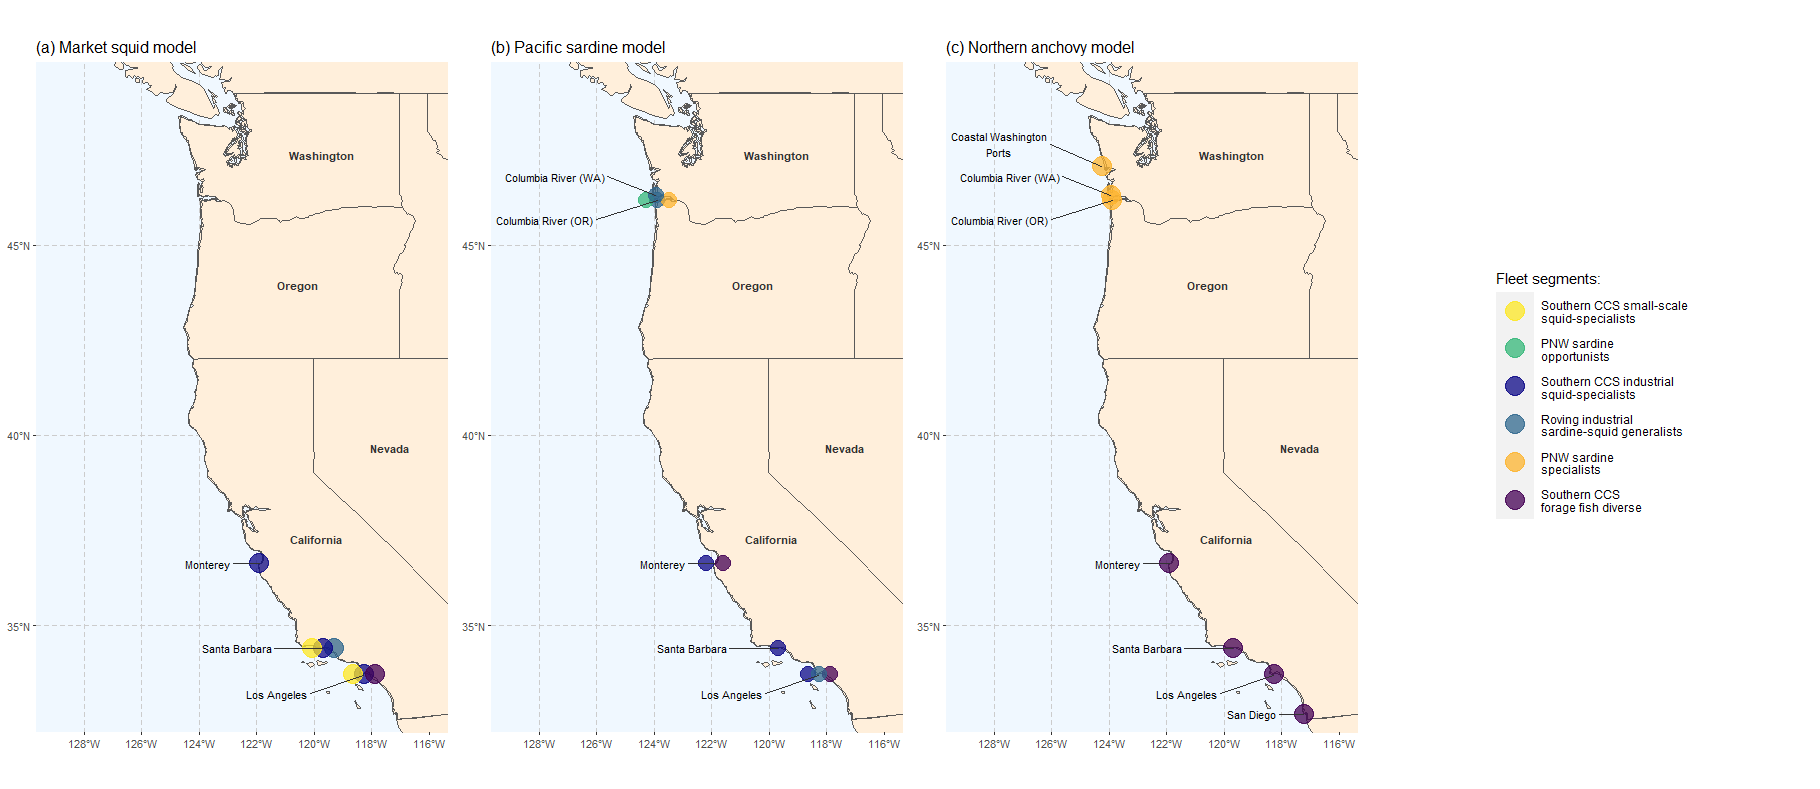 (a) Market squid model
Washington
45°N
Oregon
40°N
Nevada
California
Monterey
35°N
Santa Barbara
Los Angeles
128°W
126°W
124°W
122°W
120°W
118°W
116°W
(b) Pacific sardine model
Washington
Columbia River (WA)
Columbia River (OR)
45°N
Oregon
40°N
Nevada
California
Monterey
35°N
Santa Barbara
Los Angeles
128°W
126°W
124°W
122°W
120°W
118°W
116°W
(c) Northern anchovy model
Coastal Washington
Ports
Washington
Columbia River (WA)
Columbia River (OR)
45°N
Oregon
40°N
Nevada
California
Monterey
35°N
Santa Barbara
Los Angeles
San Diego
128°W
126°W
124°W
122°W
120°W
118°W
116°W
Fleet segments:
Southern CCS small-scale
squid-specialists
PNW sardine
opportunists
Southern CCS industrial
squid-specialists
Roving industrial
sardine-squid generalists
PNW sardine
specialists
Southern CCS
forage fish diverse